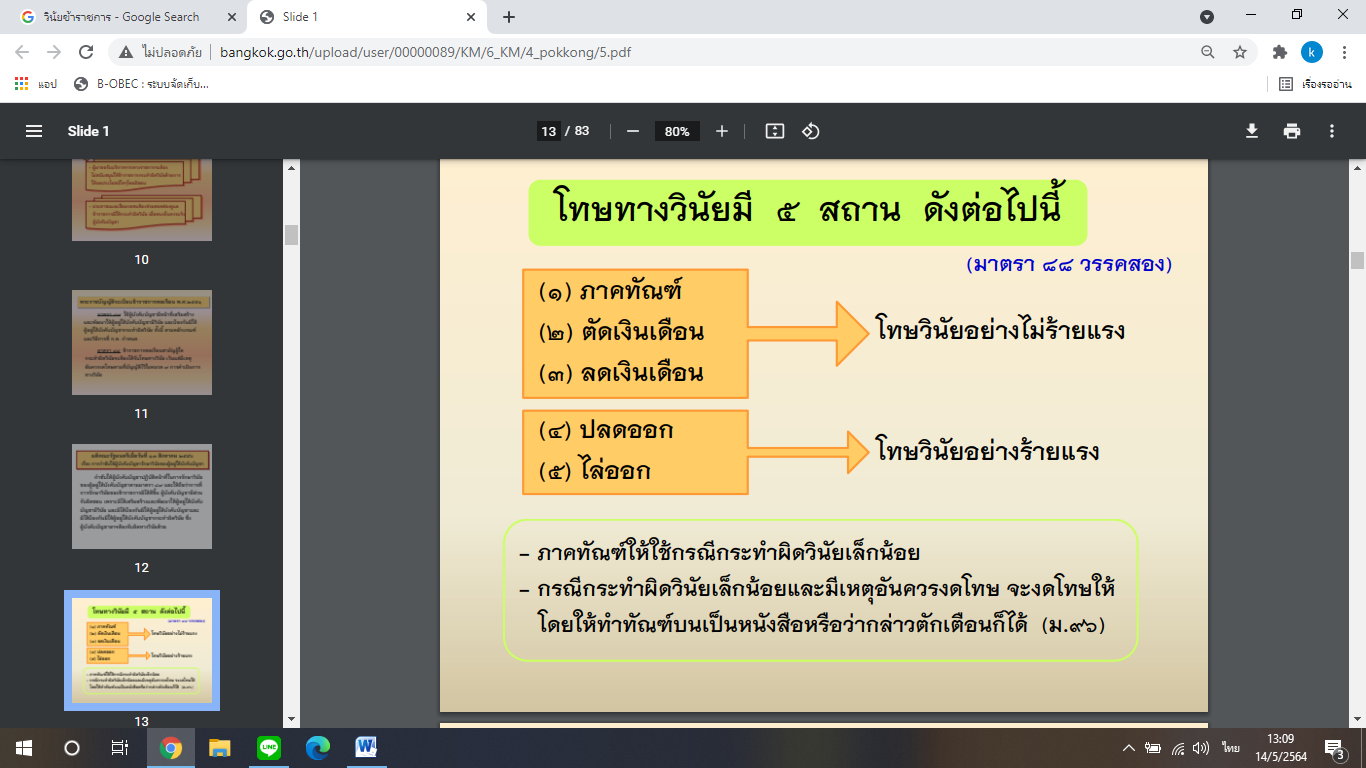 วินัยข้าราชการ - Google Search
Slide 1
ไม่ปลอดภัย
bangkok.go.th/upload/user/00000089/KM/6_KM/4_pokkong/5.pdf
k
แอป
B-OBEC : ระบบจัดเก็บ...
เรื่องรออ่าน
Slide 1
13 / 83
80%
10
11
12
13
โทษทางวินัยมี ๕ สถาน ดังต่อไปนี้
(มาตรา ๘๘ วรรคสอง)
(๑) ภาคทัณฑ์
(๒) ตัดเงินเดือน
(๓) ลดเงินเดือน
โทษวินัยอย่างไม่ร้ายแรง
(๔) ปลดออก
(๕) ไล่ออก
โทษวินัยอย่างร้ายแรง
– ภาคทัณฑ์ให้ใช้กรณีกระทำผิดวินัยเล็กน้อย
– กรณีกระทำผิดวินัยเล็กน้อยและมีเหตุอันควรงดโทษ จะงดโทษให้
โดยให้ทำทัณฑ์บนเป็นหนังสือหรือว่ากล่าวตักเตือนก็ได้ (ม.๙๖)
LINE
ไทย
13:09
14/5/2564
3